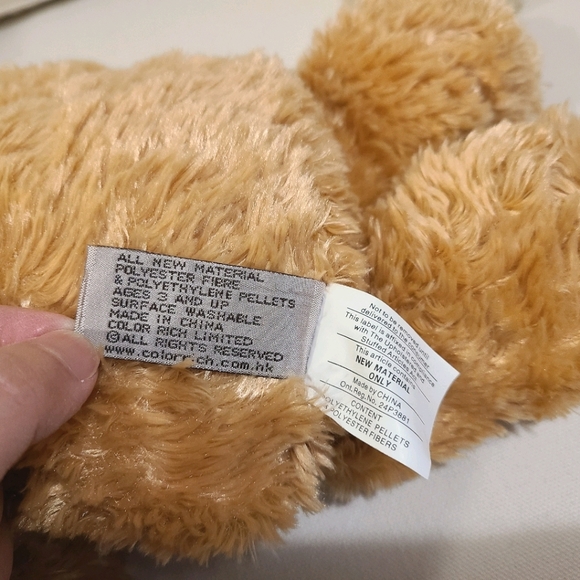 ALL NEW MATERIAL
POLYESTER FIBRE
& POLYETHYLENE PELLETS
AGES 3 AND UP
SURFACE WASHABLE
MADE IN CHINA
COLOR RICH LIMITED
©ALL RIGHTS RESERVED
www.colorrich.com.hk
Not to be removed until
delivered to the consumer
This label is affixed in compliance
with The Upholstered
Stuffed Articles Act
This article contains
NEW MATERIAL
ONLY
Made by CHINA
Ont.Reg.No. 24P3881
CONTENT
POLYETHYLENE PELLETS
POLYESTER FIBERS